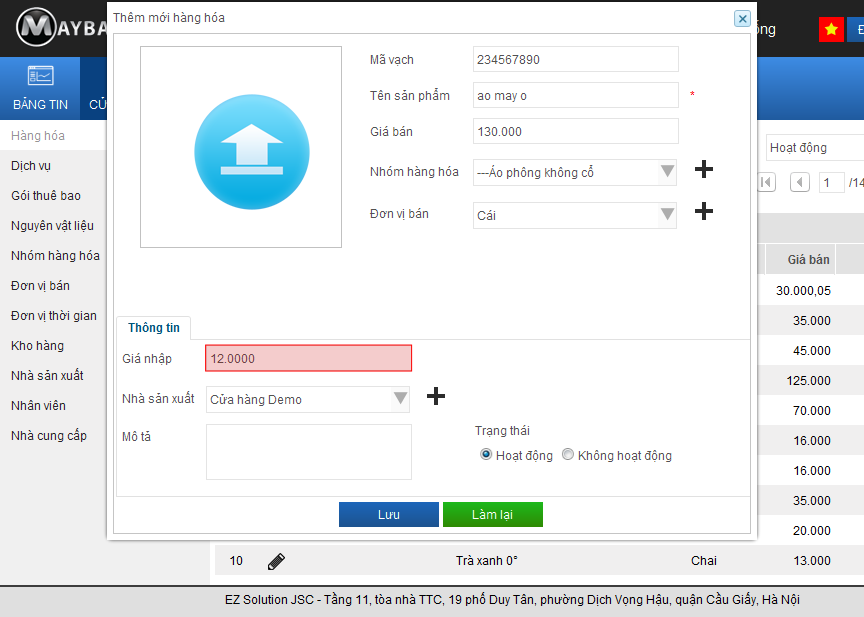 MAYBA
Thêm mới hàng hóa
BẢNG TIN
Hàng hóa
Dịch vụ
Gói thuê bao
Nguyên vật liệu
Nhóm hàng hóa
Đơn vị bán
Đơn vị thời gian
Kho hàng
Nhà sản xuất
Nhân viên
Nhà cung cấp
Mã vạch 234567890
Tên sản phẩm ao may o *
Giá bán 130.000
Nhóm hàng hóa ---Áo phông không cổ
Đơn vị bán Cái
Thông tin
Giá nhập 12.0000
Nhà sản xuất Cửa hàng Demo
Mô tả
Trạng thái
Hoạt động Không hoạt động
Lưu Làm lại
Hoạt động
1 /14
Giá bán
30.000,05
35.000
45.000
125.000
70.000
16.000
16.000
35.000
20.000
10 Trà xanh 0° Chai 13.000
EZ Solution JSC - Tầng 11, tòa nhà TTC, 19 phố Duy Tân, phường Dịch Vọng Hậu, quận Cầu Giấy, Hà Nội